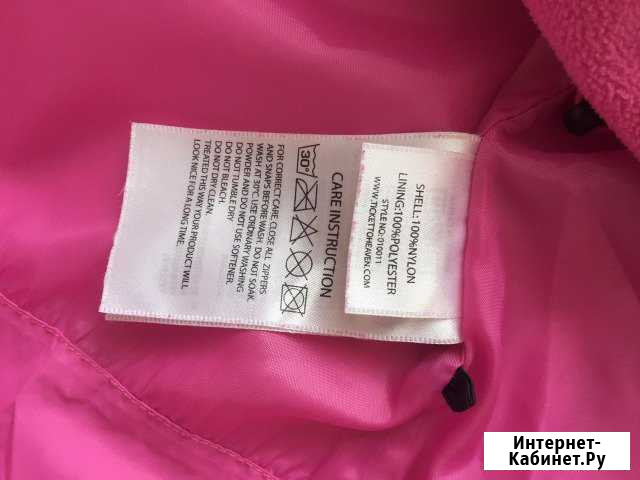 SHELL:100%NYLON
LINING:100%POLYESTER
STYLE NO:010011
WWW.TICKETTOHEAVEN.COM
CARE INSTRUCTION
30°
FOR CORRECT CARE, CLOSE ALL ZIPPERS
AND SNAPS BEFORE WASH. DO NOT SOAK
WASH AT 30°C. USE ORDINARY WASHING
POWDER AND DO NOT USE SOFTENER.
DO NOT TUMBLE DRY
DO NOT BLEACH.
DO NOT DRY CLEAN.
TREATED THIS WAY YOUR PRODUCT WILL
LOOK NICE FOR A LONG TIME.
Интернет-
Кабинет.Ру